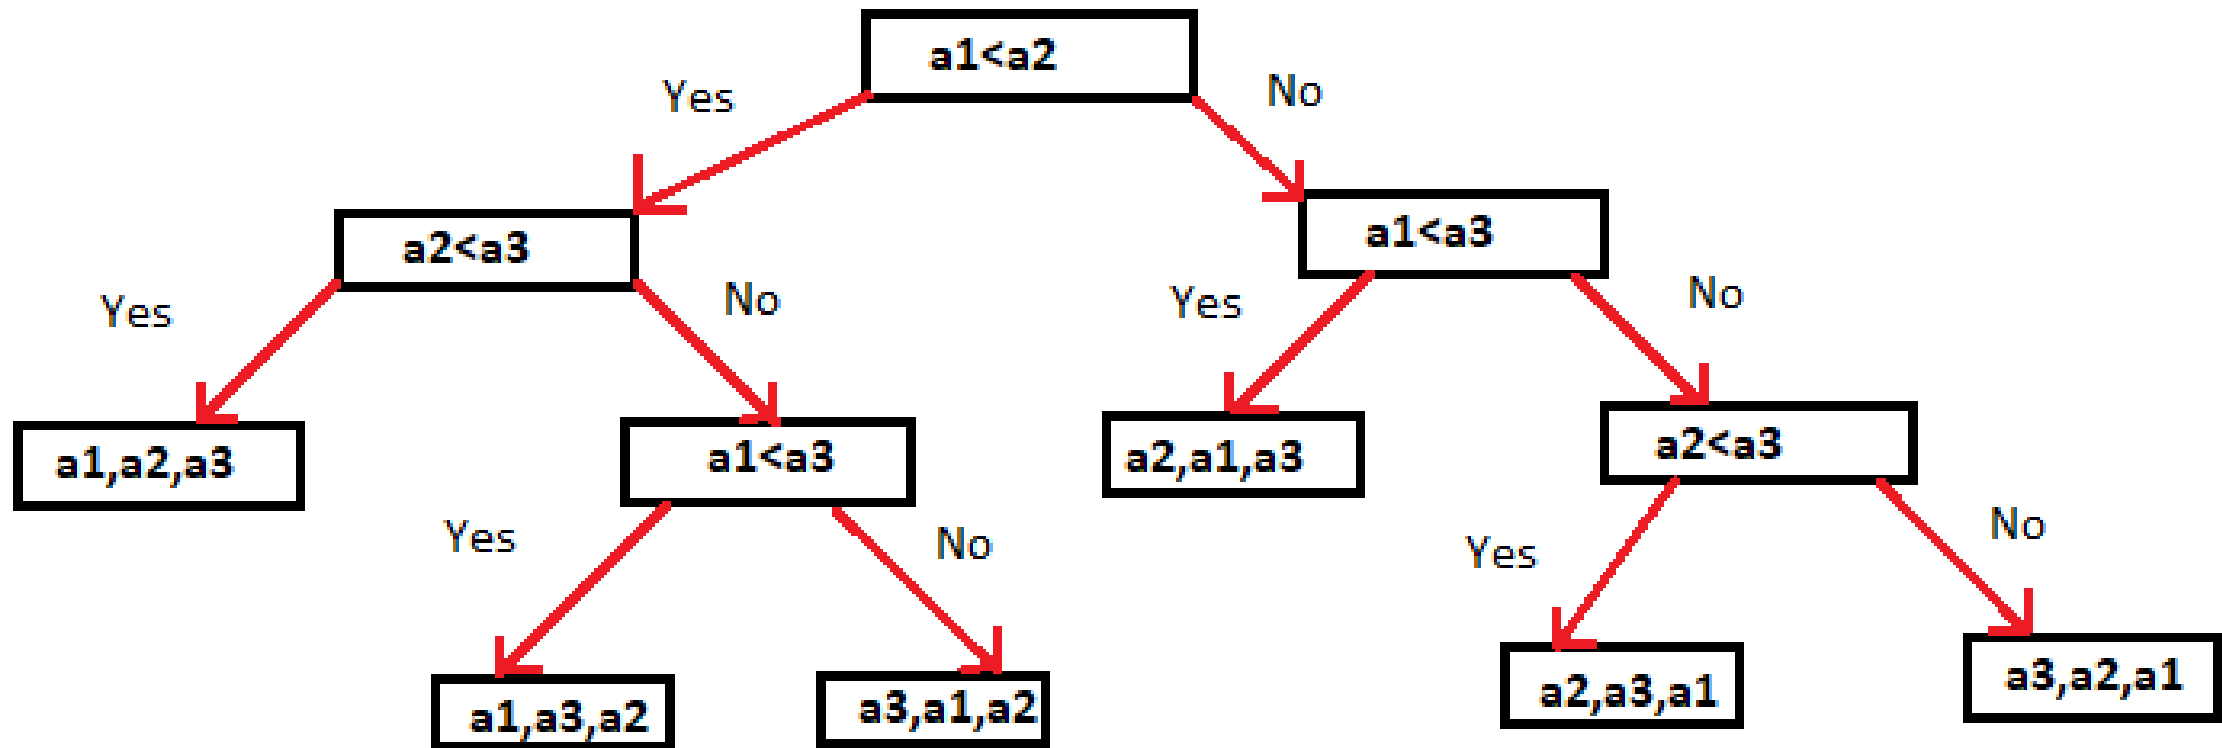 a1<a2
Yes
No
a2<a3
a1<a3
Yes
No
Yes
No
a1,a2,a3
a1<a3
a2,a1,a3
a2<a3
Yes
No
Yes
No
a1,a3,a2
a3,a1,a2
a2,a3,a1
a3,a2,a1